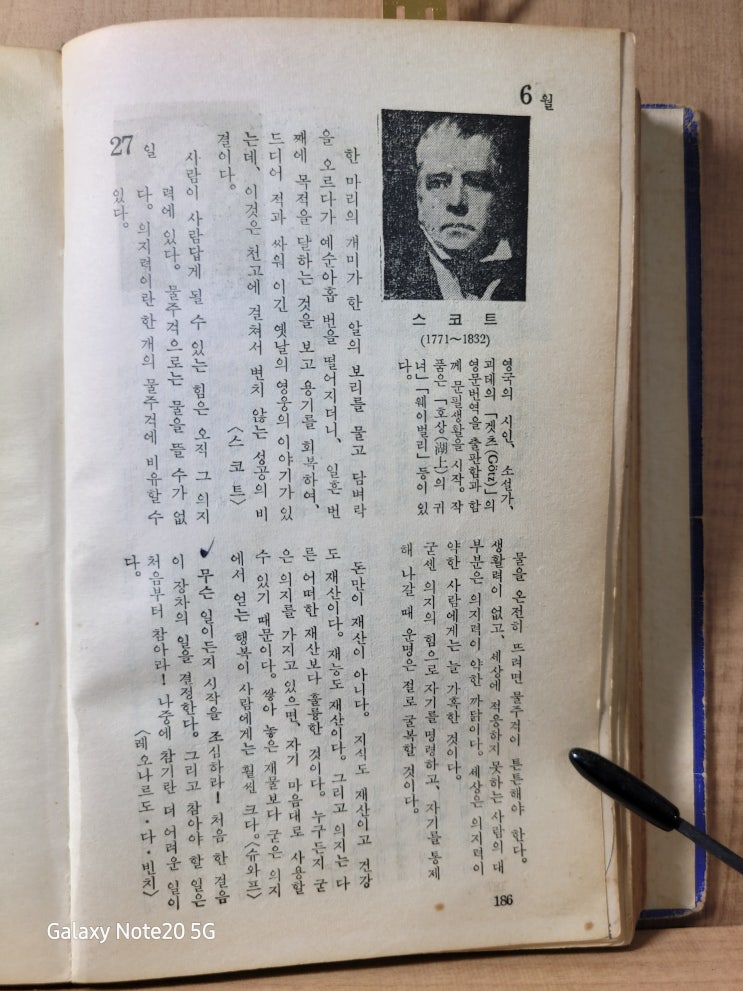 6월
스 코 트
(1771～1832)
영국의 시인, 소설가,
괴테의 「겟츠(Götz)」의
영문번역을 출판함과 함
께 문필생활을 시작. 작
품은 「호상(湖上)의 귀
녀」「웨이벌리」등이 있
다.
한 마리의 개미가 한 알의 보리를 물고 담벼락
을 오르다가 예순아홉 번을 떨어지더니, 일흔 번
째에 목적을 달하는 것을 보고 용기를 회복하여,
드디어 적과 싸워 이긴 옛날의 영웅의 이야기가 있
는데, 이것은 천고에 걸쳐서 변치 않는 성공의 비
결이다. 〈스 코 트〉
사람이 사람답게 될 수 있는 힘은 오직 그 의지
력에 있다. 물주걱으로는 물을 뜰 수가 없
다. 의지력이란 한 개의 물주걱에 비유할 수
있다.
27일
물을 온전히 뜨려면 물주걱이 튼튼해야 한다.
생활력이 없고, 세상에 적응하지 못하는 사람의 대
부분은 의지력이 약한 까닭이다. 세상은 의지력이
약한 사람에게는 늘 가혹한 것이다.
굳센 의지의 힘으로 자기를 명령하고, 자기를 통제
해 나갈 때 운명은 절로 굴복할 것이다.
돈만이 재산이 아니다. 지식도 재산이고 건강
도 재산이다. 재능도 재산이다. 그리고 의지는 다
른 어떠한 재산보다 훌륭한 것이다. 누구든지 굳
은 의지를 가지고 있으면, 자기 마음대로 사용할
수 있기 때문이다. 쌓아 놓은 재물보다 굳은 의지
에서 얻는 행복이 사람에게는 훨씬 크다.〈슈와프〉
무슨 일이든지 시작을 조심하라! 처음 한 걸음
이 장차의 일을 결정한다. 그리고 참아야 할 일은
처음부터 참아라! 나중에 참기란 더 어려운 일이
다. 〈레오나르도·다·빈치〉
186
Galaxy Note20 5G